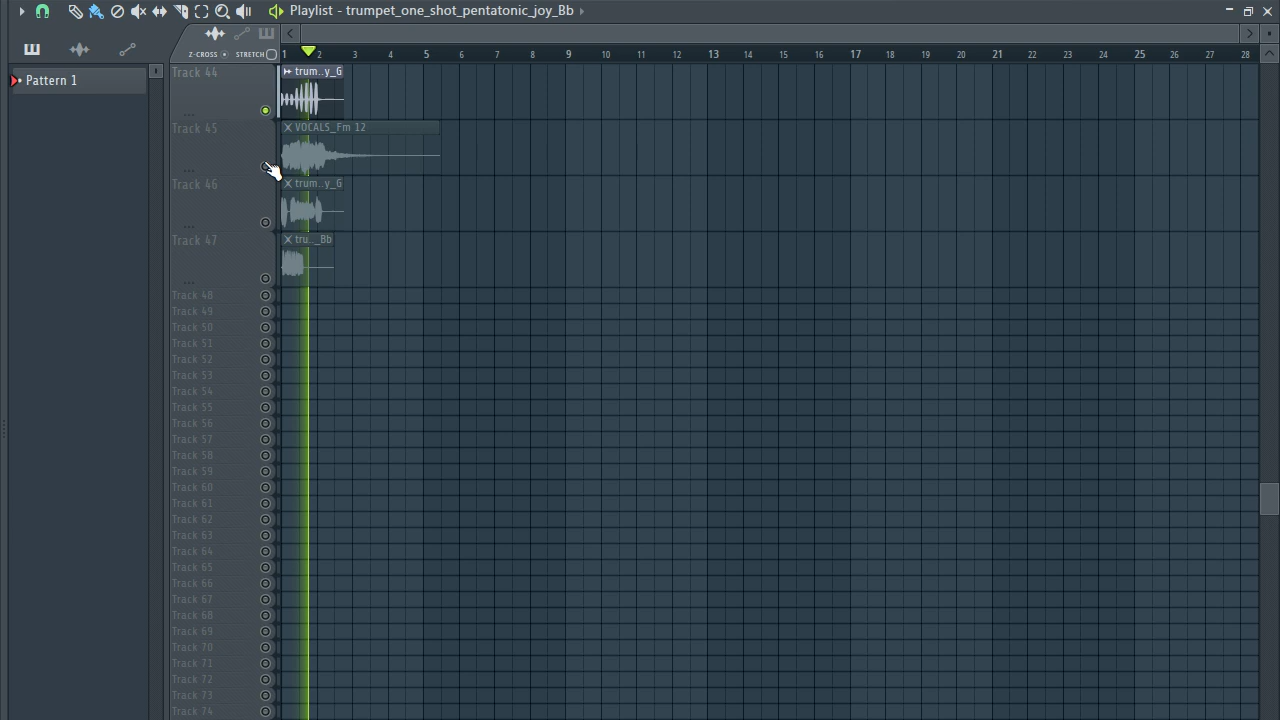 Playlist - trumpet_one_shot_pentatonic_joy_Bb
Z-CROSS STRETCH
1 2 3 4 5 6 7 8 9 10 11 12 13 14 15 16 17 18 19 20 21 22 23 24 25 26 27 28
Pattern 1
Track 44
trum..y_G
Track 45
VOCALS_Fm 12
Track 46
trum..y_G
Track 47
tru.._Bb
Track 48
Track 49
Track 50
Track 51
Track 52
Track 53
Track 54
Track 55
Track 56
Track 57
Track 58
Track 59
Track 60
Track 61
Track 62
Track 63
Track 64
Track 65
Track 66
Track 67
Track 68
Track 69
Track 70
Track 71
Track 72
Track 73
Track 74